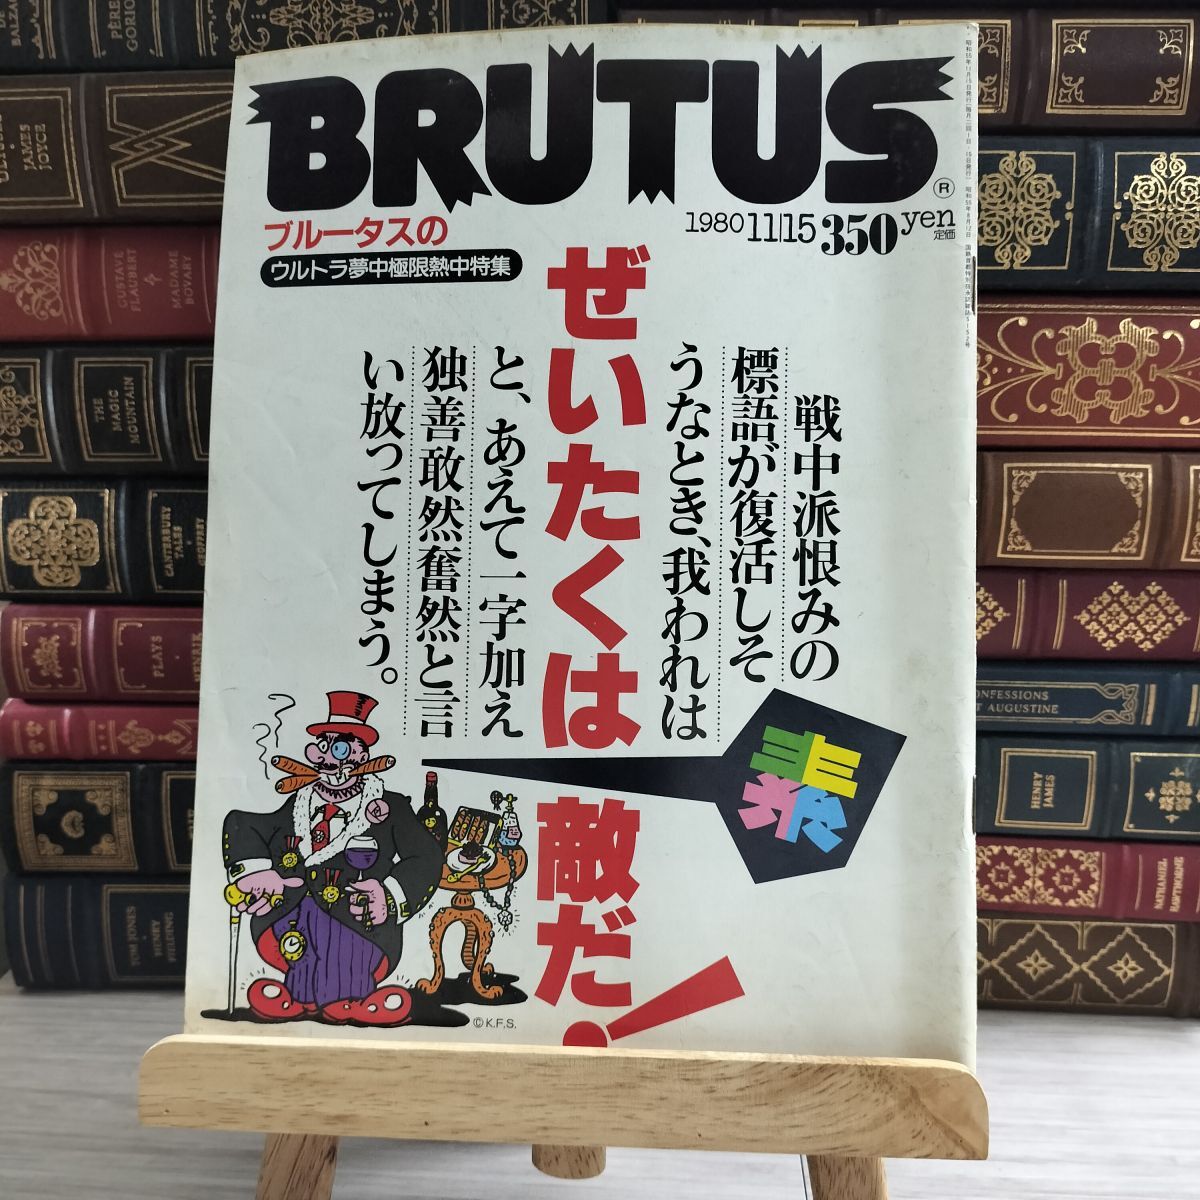 BRUTUS
®
1980 11/15 350 yen
定価
ブルータスの
ウルトラ夢中極限熱中特集
戦中派恨みの
標語が復活しそ
うなとき、我われは
ぜいたくは敵だ!
と、あえて一字加え
独善敢然奮然と言
い放ってしまう。
©K.F.S.
JAMES
JOYCE
GUSTAVE
FLAUBERT
MADAME
BOVARY
THE
MAGIC
MOUNTAIN
CANTERBURY
TALES
PLAYS
TOM JONES
HENRY
FIELDING
CONFESSIONS
ST AUGUSTINE
HENRY
JAMES
NATHANIEL
HAWTHORNE